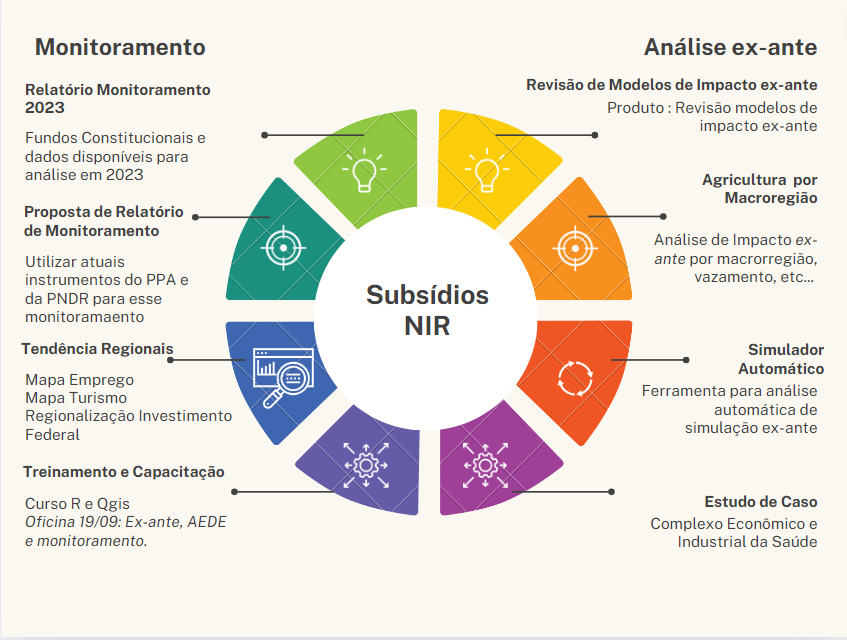 Monitoramento
Relatório Monitoramento
2023
Fundos Constitucionais e
dados disponíveis para
análise em 2023
Proposta de Relatório
de Monitoramento
Utilizar atuais
instrumentos do PPA e
da PNDR para esse
monitoramaento
Tendência Regionais
Mapa Emprego
Mapa Turismo
Regionalização Investimento
Federal
Treinamento e Capacitação
Curso R e Qgis
Oficina 19/09: Ex-ante, AEDE
e monitoramento.
Subsídios
NIR
Análise ex-ante
Revisão de Modelos de Impacto ex-ante
Produto : Revisão modelos de
impacto ex-ante
Agricultura por
Macroregião
Análise de Impacto ex-
ante por macrorregião,
vazamento, etc...
Simulador
Automático
Ferramenta para análise
automática de
simulação ex-ante
Estudo de Caso
Complexo Econômico e
Industrial da Saúde